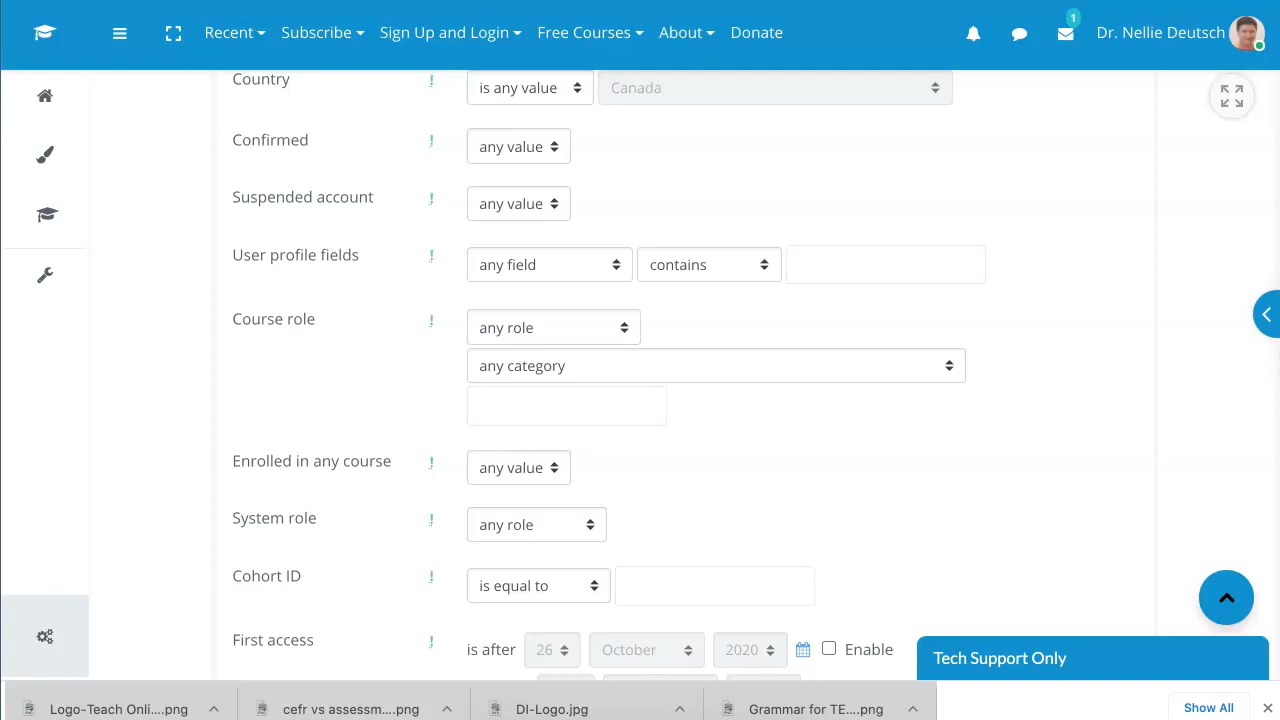 Recent Subscribe Sign Up and Login Free Courses About Donate 1 Dr. Nellie Deutsch
Country ! is any value Canada
Confirmed ! any value
Suspended account ! any value
User profile fields ! any field contains
Course role ! any role
any category
Enrolled in any course ! any value
System role ! any role
Cohort ID ! is equal to
First access ! is after 26 October 2020 Enable
Tech Support Only
Logo-Teach Onli....png cefr vs assessm....png DI-Logo.jpg Grammar for TE....png Show All